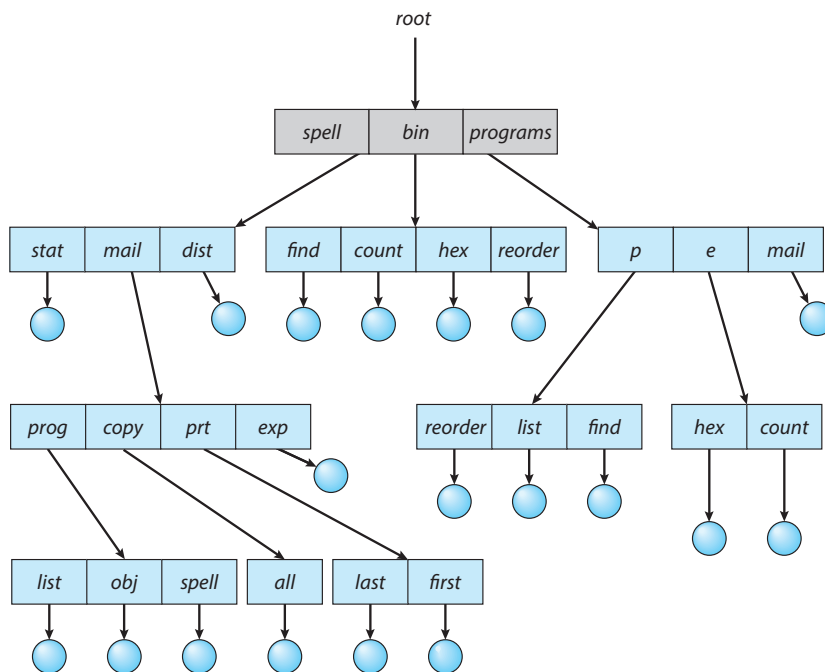 root
spell bin programs
stat mail dist find count hex reorder p e mail
prog copy prt exp reorder list find hex count
list obj spell all last first